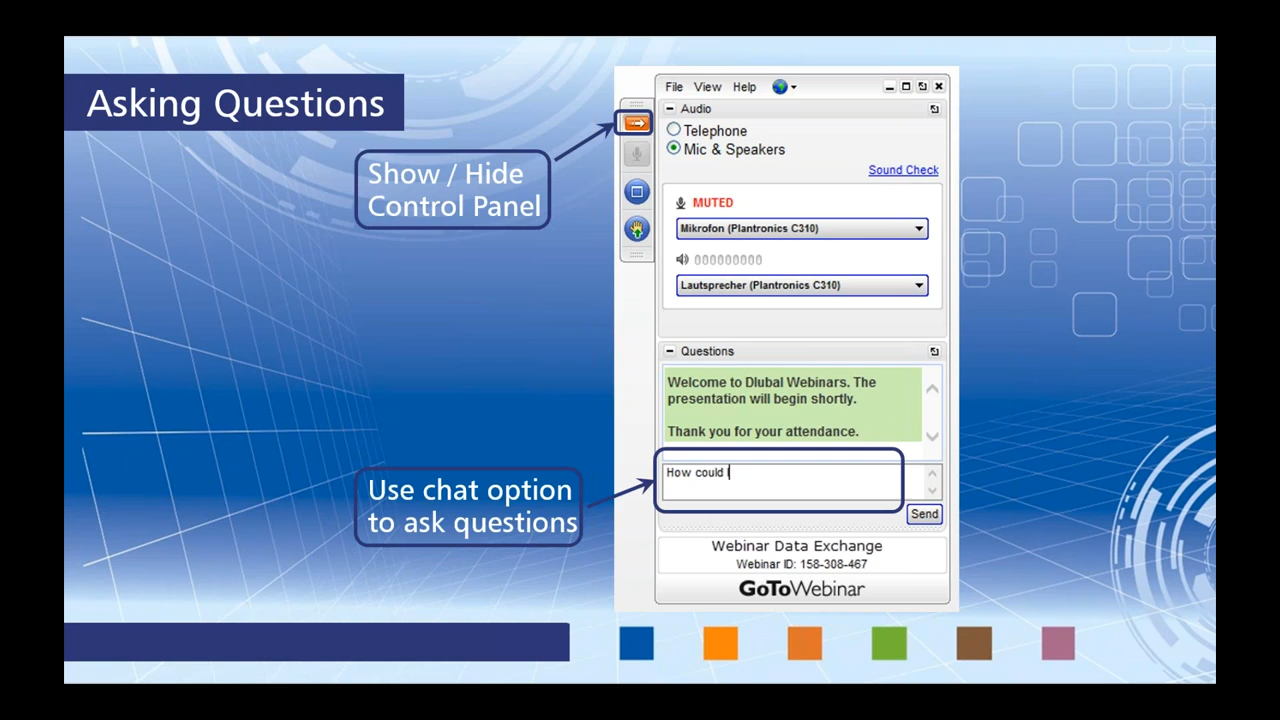 Asking Questions
Show / Hide
Control Panel
File View Help
Audio
Telephone
Mic & Speakers
Sound Check
MUTED
Mikrofon (Plantronics C310)
Lautsprecher (Plantronics C310)
Questions
Welcome to Dlubal Webinars. The
presentation will begin shortly.
Thank you for your attendance.
Use chat option
to ask questions
How could I
Send
Webinar Data Exchange
Webinar ID: 158-308-467
GoToWebinar